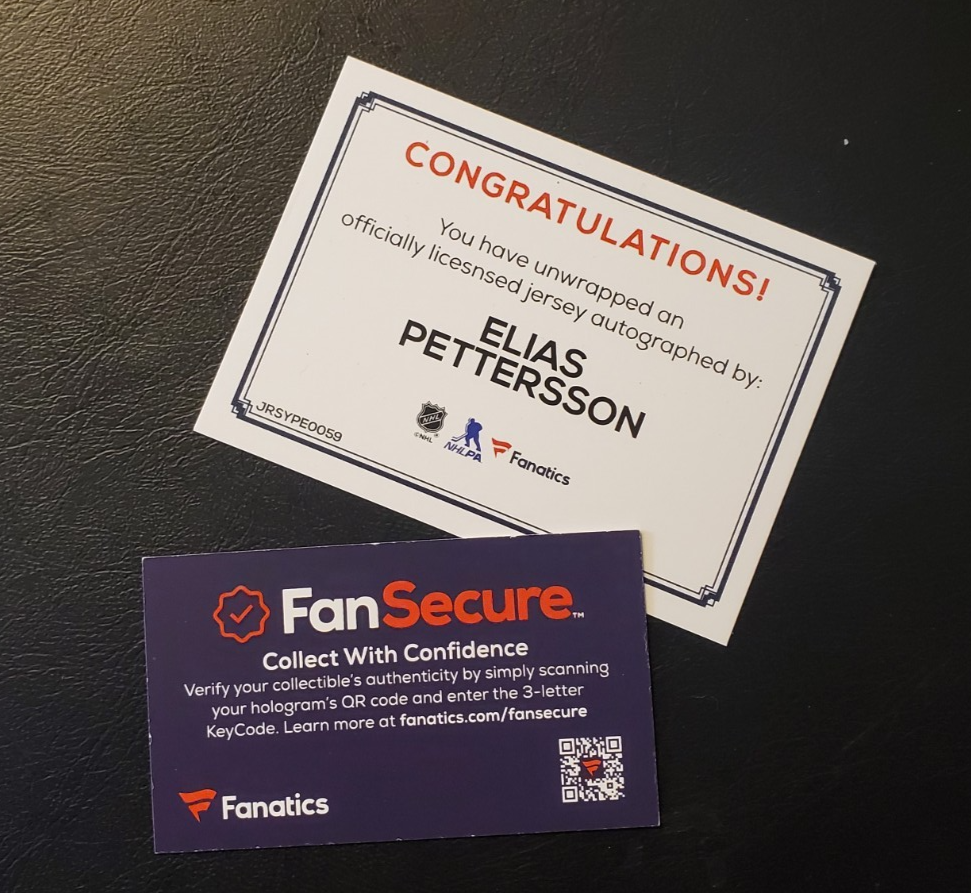 CONGRATULATIONS!
You have unwrapped an
officially licesnsed jersey autographed by:
ELIAS
PETTERSSON
JRSYPE0059
NHL
©NHL
NHLPA
Fanatics
FanSecure™
Collect With Confidence
Verify your collectible's authenticity by simply scanning
your hologram's QR code and enter the 3-letter
KeyCode. Learn more at fanatics.com/fansecure
Fanatics